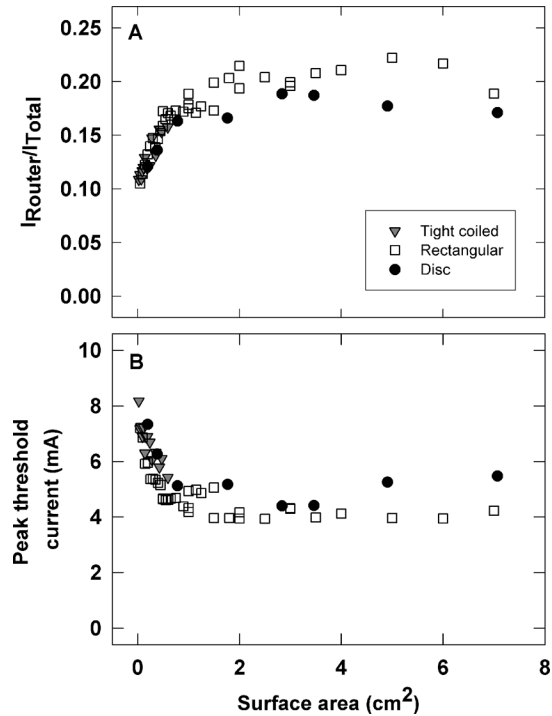 A
0.25
0.20
0.15
0.10
0.05
0.00
IRouter/ITotal
Tight coiled
Rectangular
Disc
B
10
8
6
4
2
0
Peak threshold
current (mA)
0 2 4 6 8
Surface area (cm²)